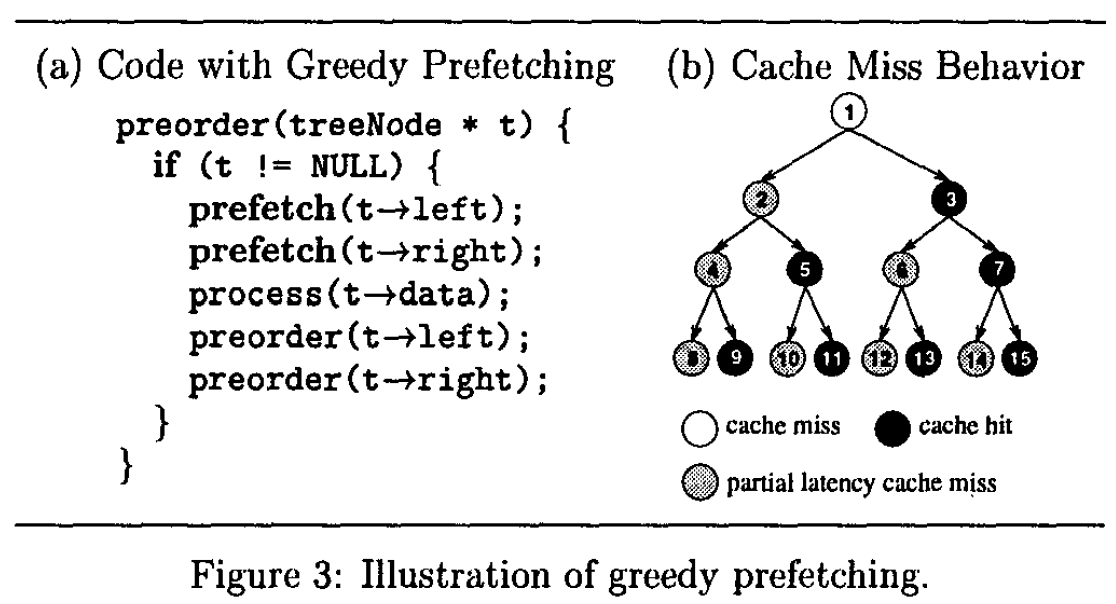 (a) Code with Greedy Prefetching
preorder(treeNode * t) {
if (t != NULL) {
prefetch(t→left);
prefetch(t→right);
process(t→data);
preorder(t→left);
preorder(t→right);
}
}
(b) Cache Miss Behavior
1
2 3
4 5 6 7
8 9 10 11 12 13 14 15
cache miss cache hit
partial latency cache miss
Figure 3: Illustration of greedy prefetching.